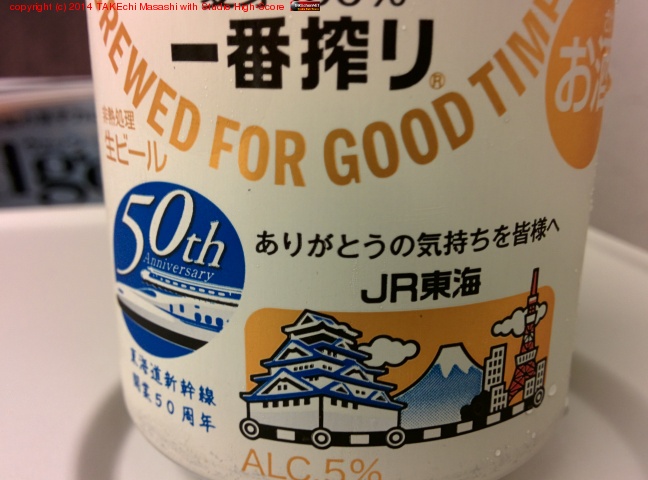 copyright (c) 2014 TAKEchi Masashi with Studio High-Score
一番搾り®
BREWED FOR GOOD TIME
お酒
非熱処理
生ビール
50th
Anniversary
ありがとうの気持ちを皆様へ
JR東海
東海道新幹線
開業50周年
ALC.5%